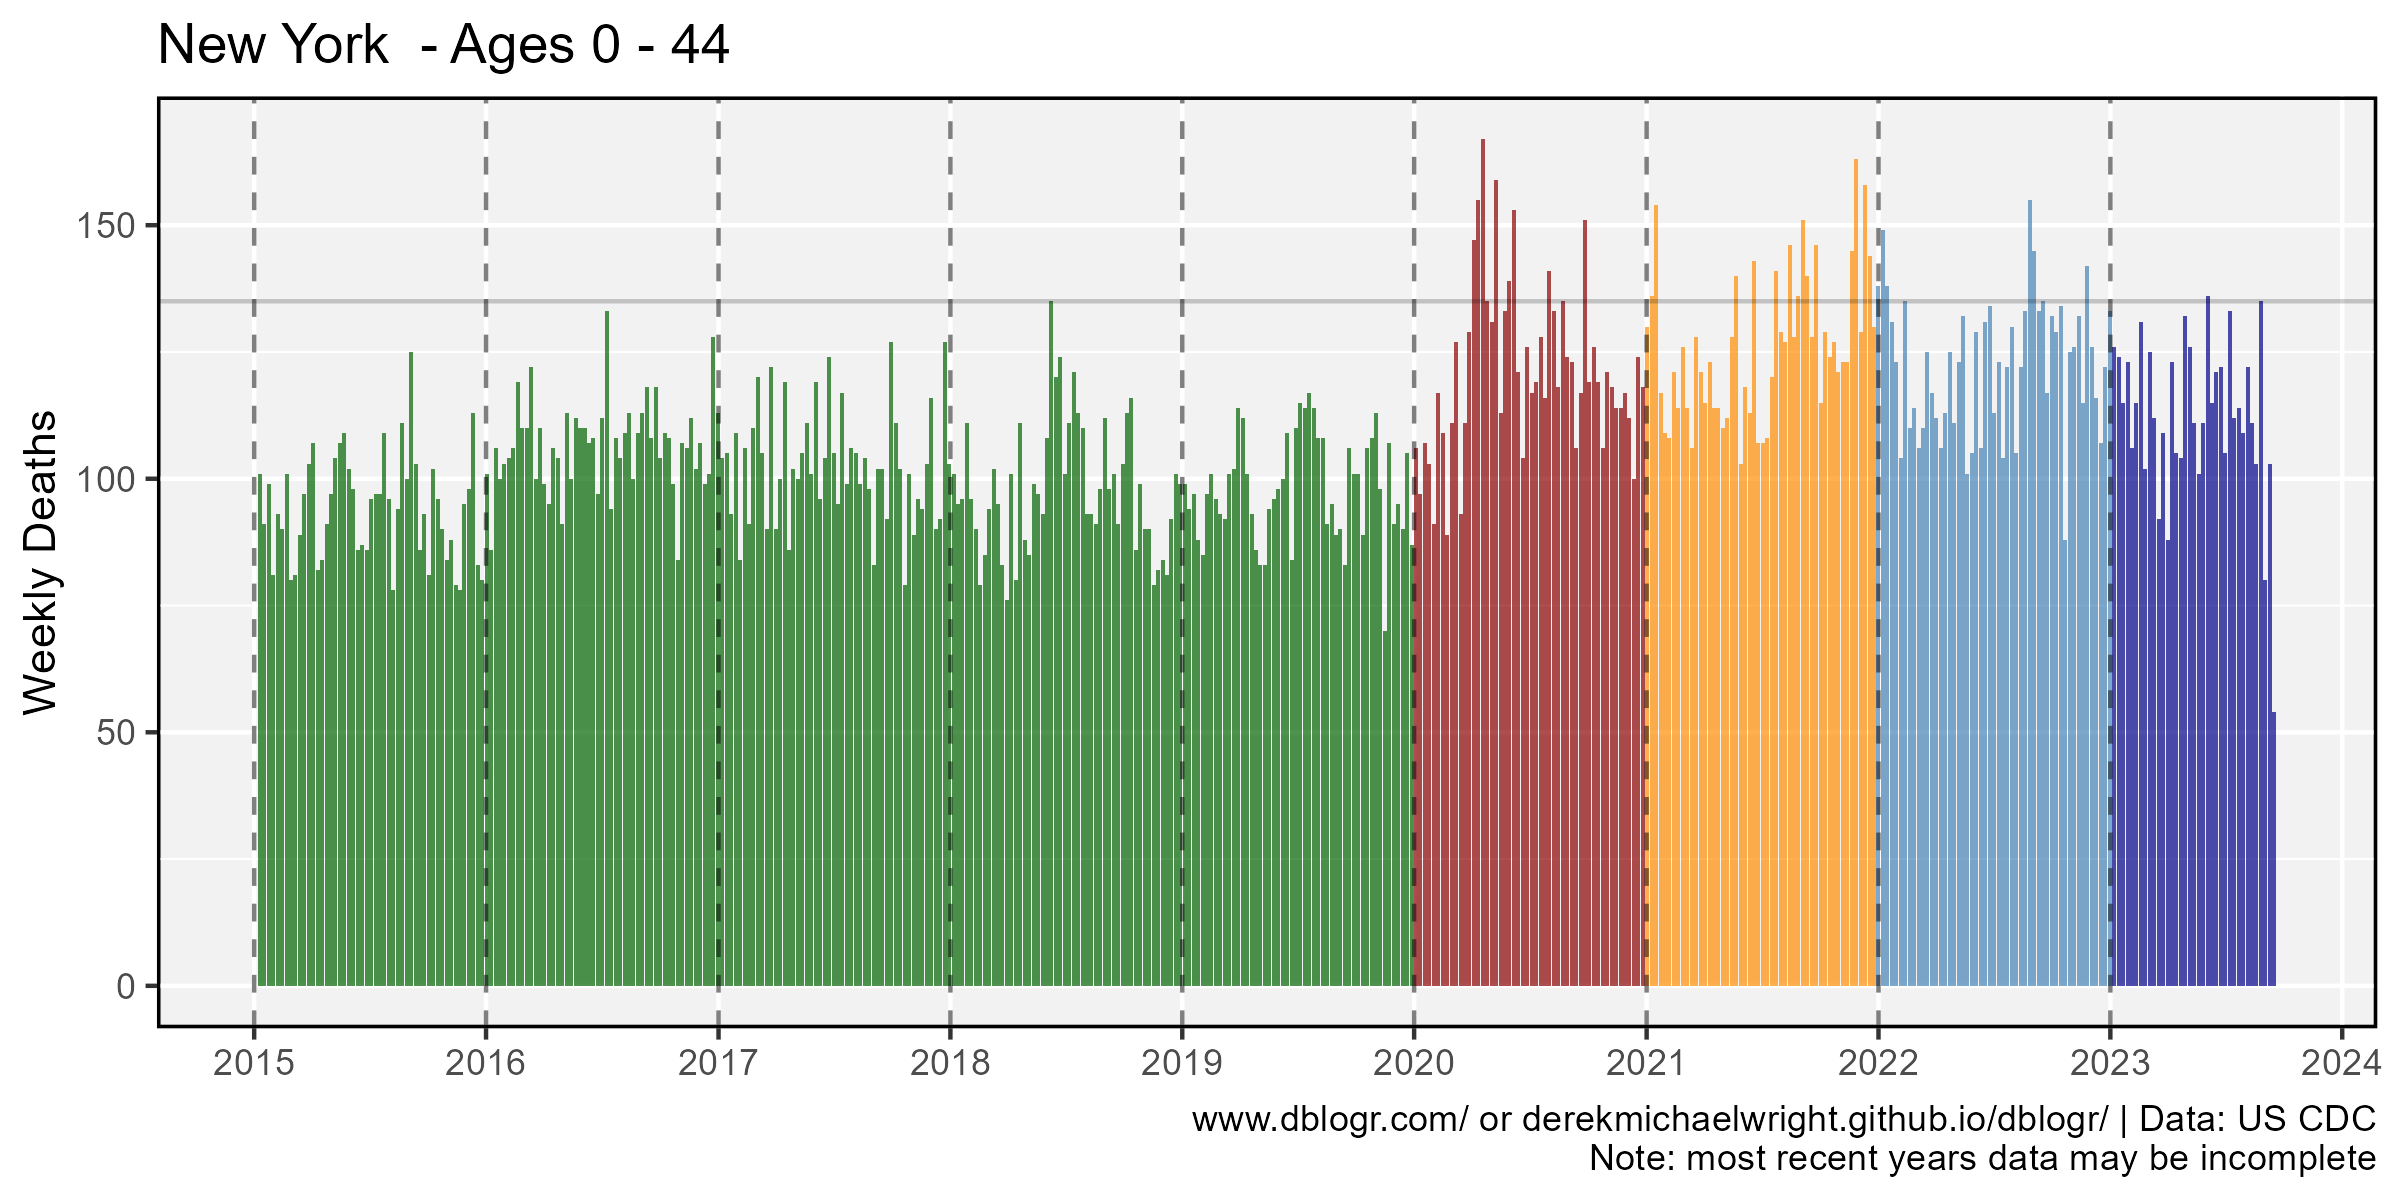 New York  - Ages 0 - 44
Weekly Deaths
150
100
50
0
2015 2016 2017 2018 2019 2020 2021 2022 2023 2024
www.dblogr.com/ or derekmichaelwright.github.io/dblogr/ | Data: US CDC
Note: most recent years data may be incomplete